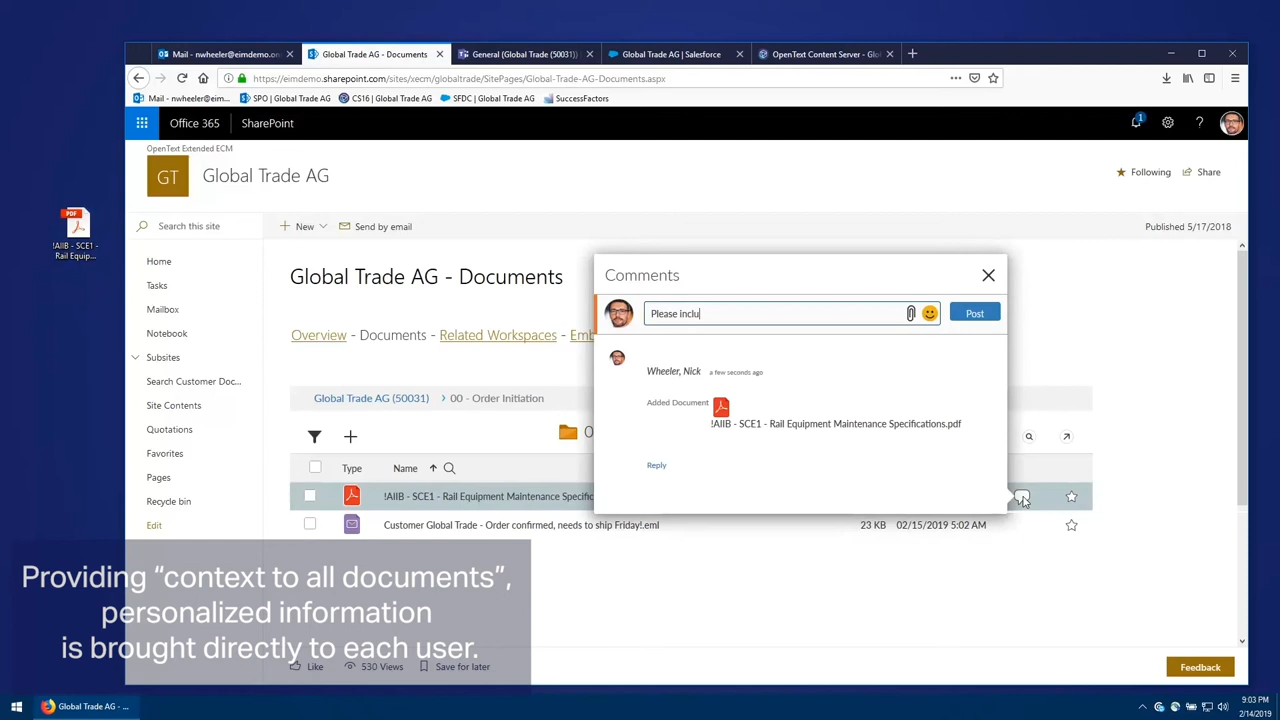 Mail - nwheeler@eimdemo.on
Global Trade AG - Documents
General (Global Trade (50031))
Global Trade AG | Salesforce
OpenText Content Server - Global
https://eimdemo.sharepoint.com/sites/xecm/globaltrade/SitePages/Global-Trade-AG-Documents.aspx
Mail - nwheeler@eim...
SPO | Global Trade AG
CS16 | Global Trade AG
SFDC | Global Trade AG
SuccessFactors
Office 365
SharePoint
1
?
OpenText Extended ECM
GT
Global Trade AG
Following
Share
Search this site
New
Send by email
Published 5/17/2018
PDF
!AIIB - SCE1 -
Rail Equip...
Home
Tasks
Mailbox
Notebook
Subsites
Search Customer Doc...
Site Contents
Quotations
Favorites
Pages
Recycle bin
Edit
Global Trade AG - Documents
Overview - Documents - Related Workspaces - Emb
Global Trade AG (50031) › 00 - Order Initiation
Type
Name
!AIIB - SCE1 - Rail Equipment Maintenance Specific
Customer Global Trade - Order confirmed, needs to ship Friday!.eml
23 KB
02/15/2019 5:02 AM
Comments
Please inclu
Post
Wheeler, Nick
a few seconds ago
Added Document
!AIIB - SCE1 - Rail Equipment Maintenance Specifications.pdf
Reply
Providing “context to all documents”,
personalized information
is brought directly to each user.
Like
530 Views
Save for later
Feedback
Global Trade AG - ...
9:03 PM
2/14/2019